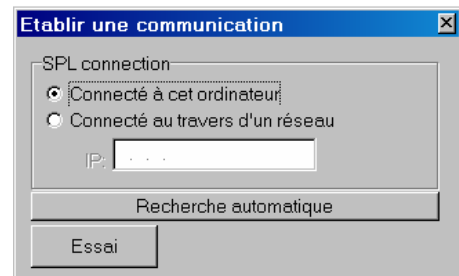 Etablir une communication
SPL connection
Connecté à cet ordinateur
Connecté au travers d'un réseau
IP: . . .
Recherche automatique
Essai